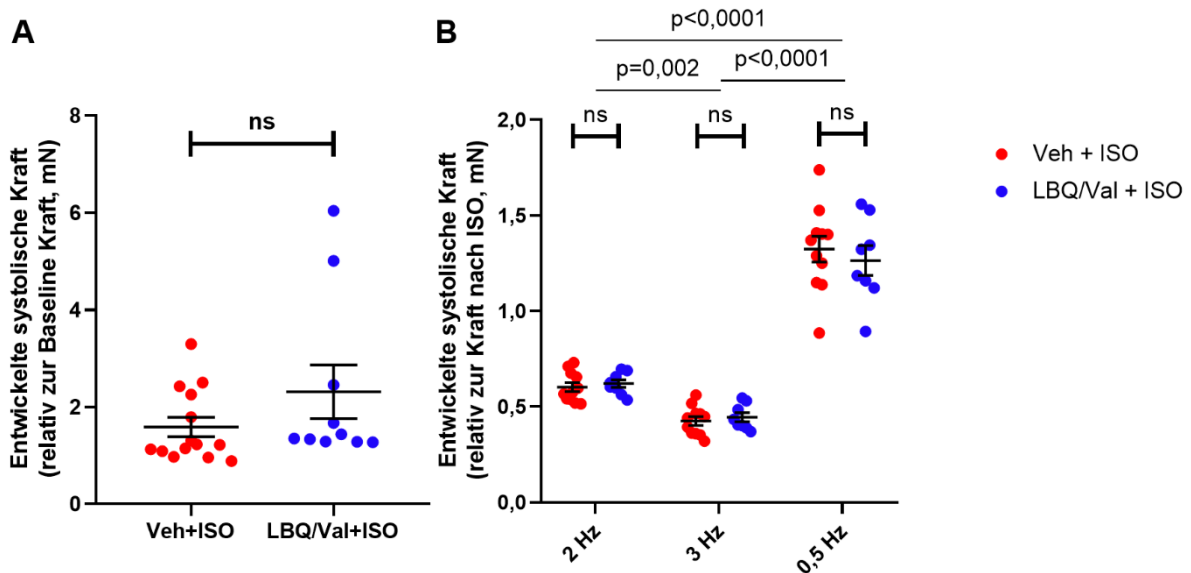 A
Entwickelte systolische Kraft
(relativ zur Baseline Kraft, mN)
8
6
4
2
0
ns
Veh+ISO
LBQ/Val+ISO
B
p<0,0001
p=0,002
p<0,0001
Entwickelte systolische Kraft
(relativ zur Kraft nach ISO, mN)
2,0
1,5
1,0
0,5
0,0
ns
ns
ns
2 Hz
3 Hz
0,5 Hz
Veh + ISO
LBQ/Val + ISO